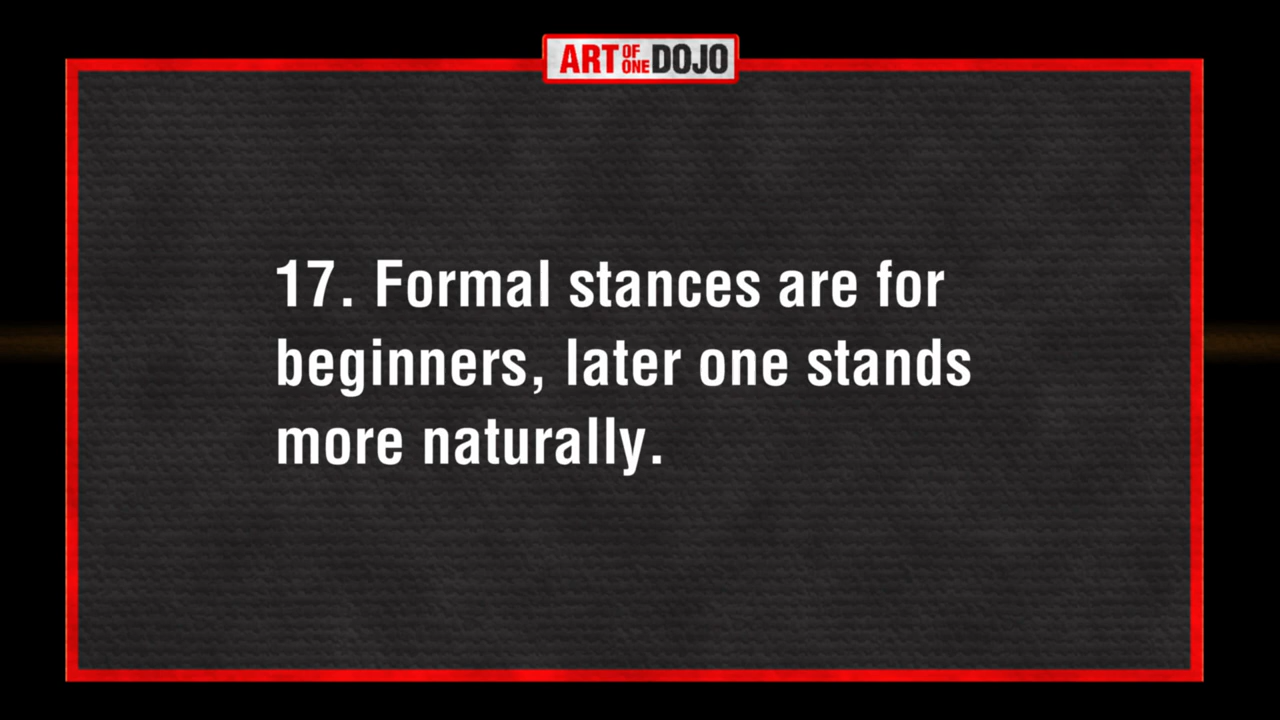 ART OF ONE DOJO
17. Formal stances are for
beginners, later one stands
more naturally.